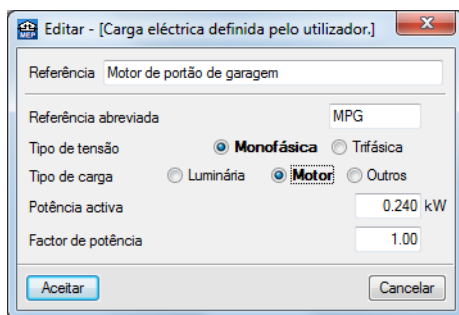 MEP Editar - [Carga eléctrica definida pelo utilizador.] X
Referência Motor de portão de garagem
Referência abreviada MPG
Tipo de tensão Monofásica Trifásica
Tipo de carga Luminária Motor Outros
Potência activa 0.240 kW
Factor de potência 1.00
Aceitar Cancelar